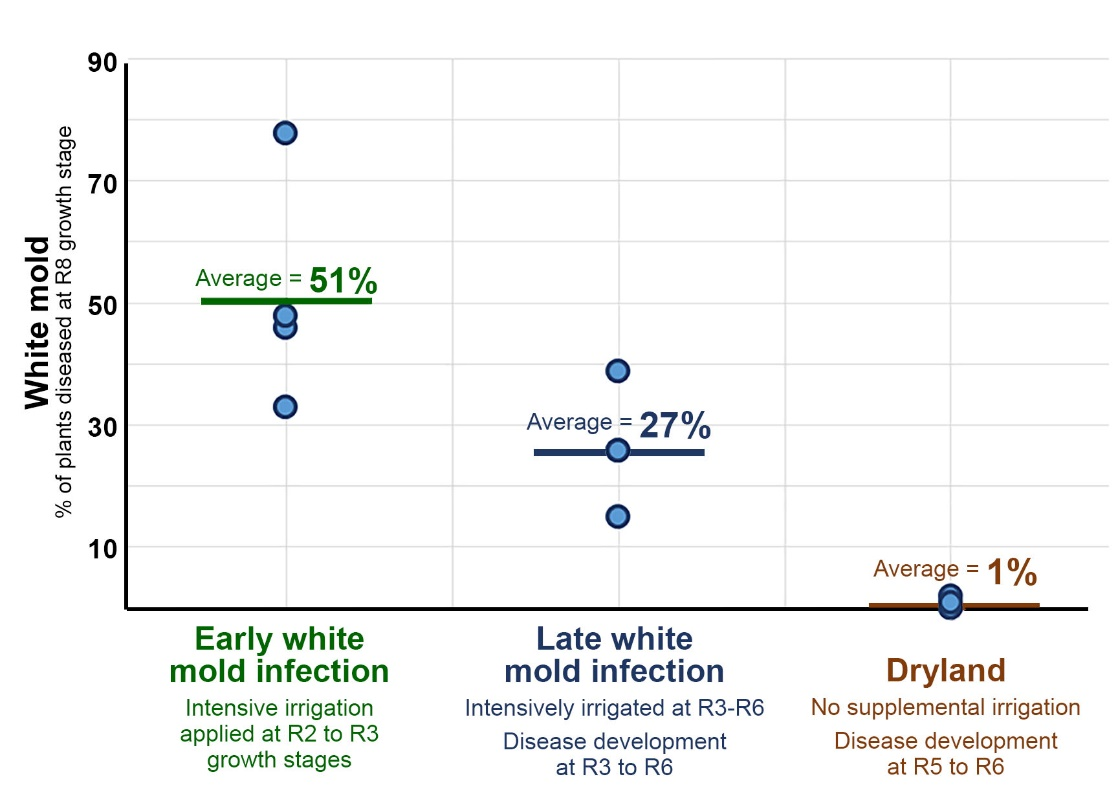 White mold
% of plants diseased at R8 growth stage
90
70
50
30
10
Average = 51%
Average = 27%
Average = 1%
Early white
mold infection
Intensive irrigation
applied at R2 to R3
growth stages
Late white
mold infection
Intensively irrigated at R3-R6
Disease development
at R3 to R6
Dryland
No supplemental irrigation
Disease development
at R5 to R6